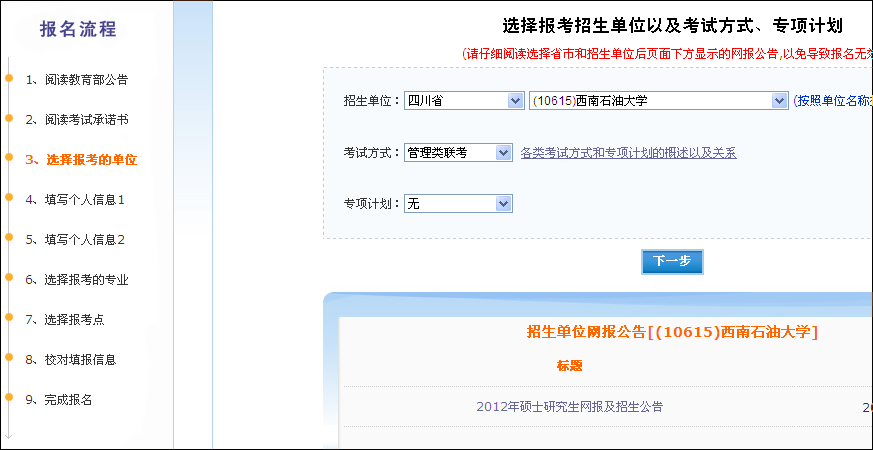 报名流程
1、阅读教育部公告
2、阅读考试承诺书
3、选择报考的单位
4、填写个人信息1
5、填写个人信息2
6、选择报考的专业
7、选择报考点
8、校对填报信息
9、完成报名
选择报考招生单位以及考试方式、专项计划
(请仔细阅读选择省市和招生单位后页面下方显示的网报公告,以免导致报名无
招生单位：四川省 (10615)西南石油大学 (按照单位名称
考试方式：管理类联考 各类考试方式和专项计划的概述以及关系
专项计划：无
下一步
招生单位网报公告[(10615)西南石油大学]
标题
2012年硕士研究生网报及招生公告 2